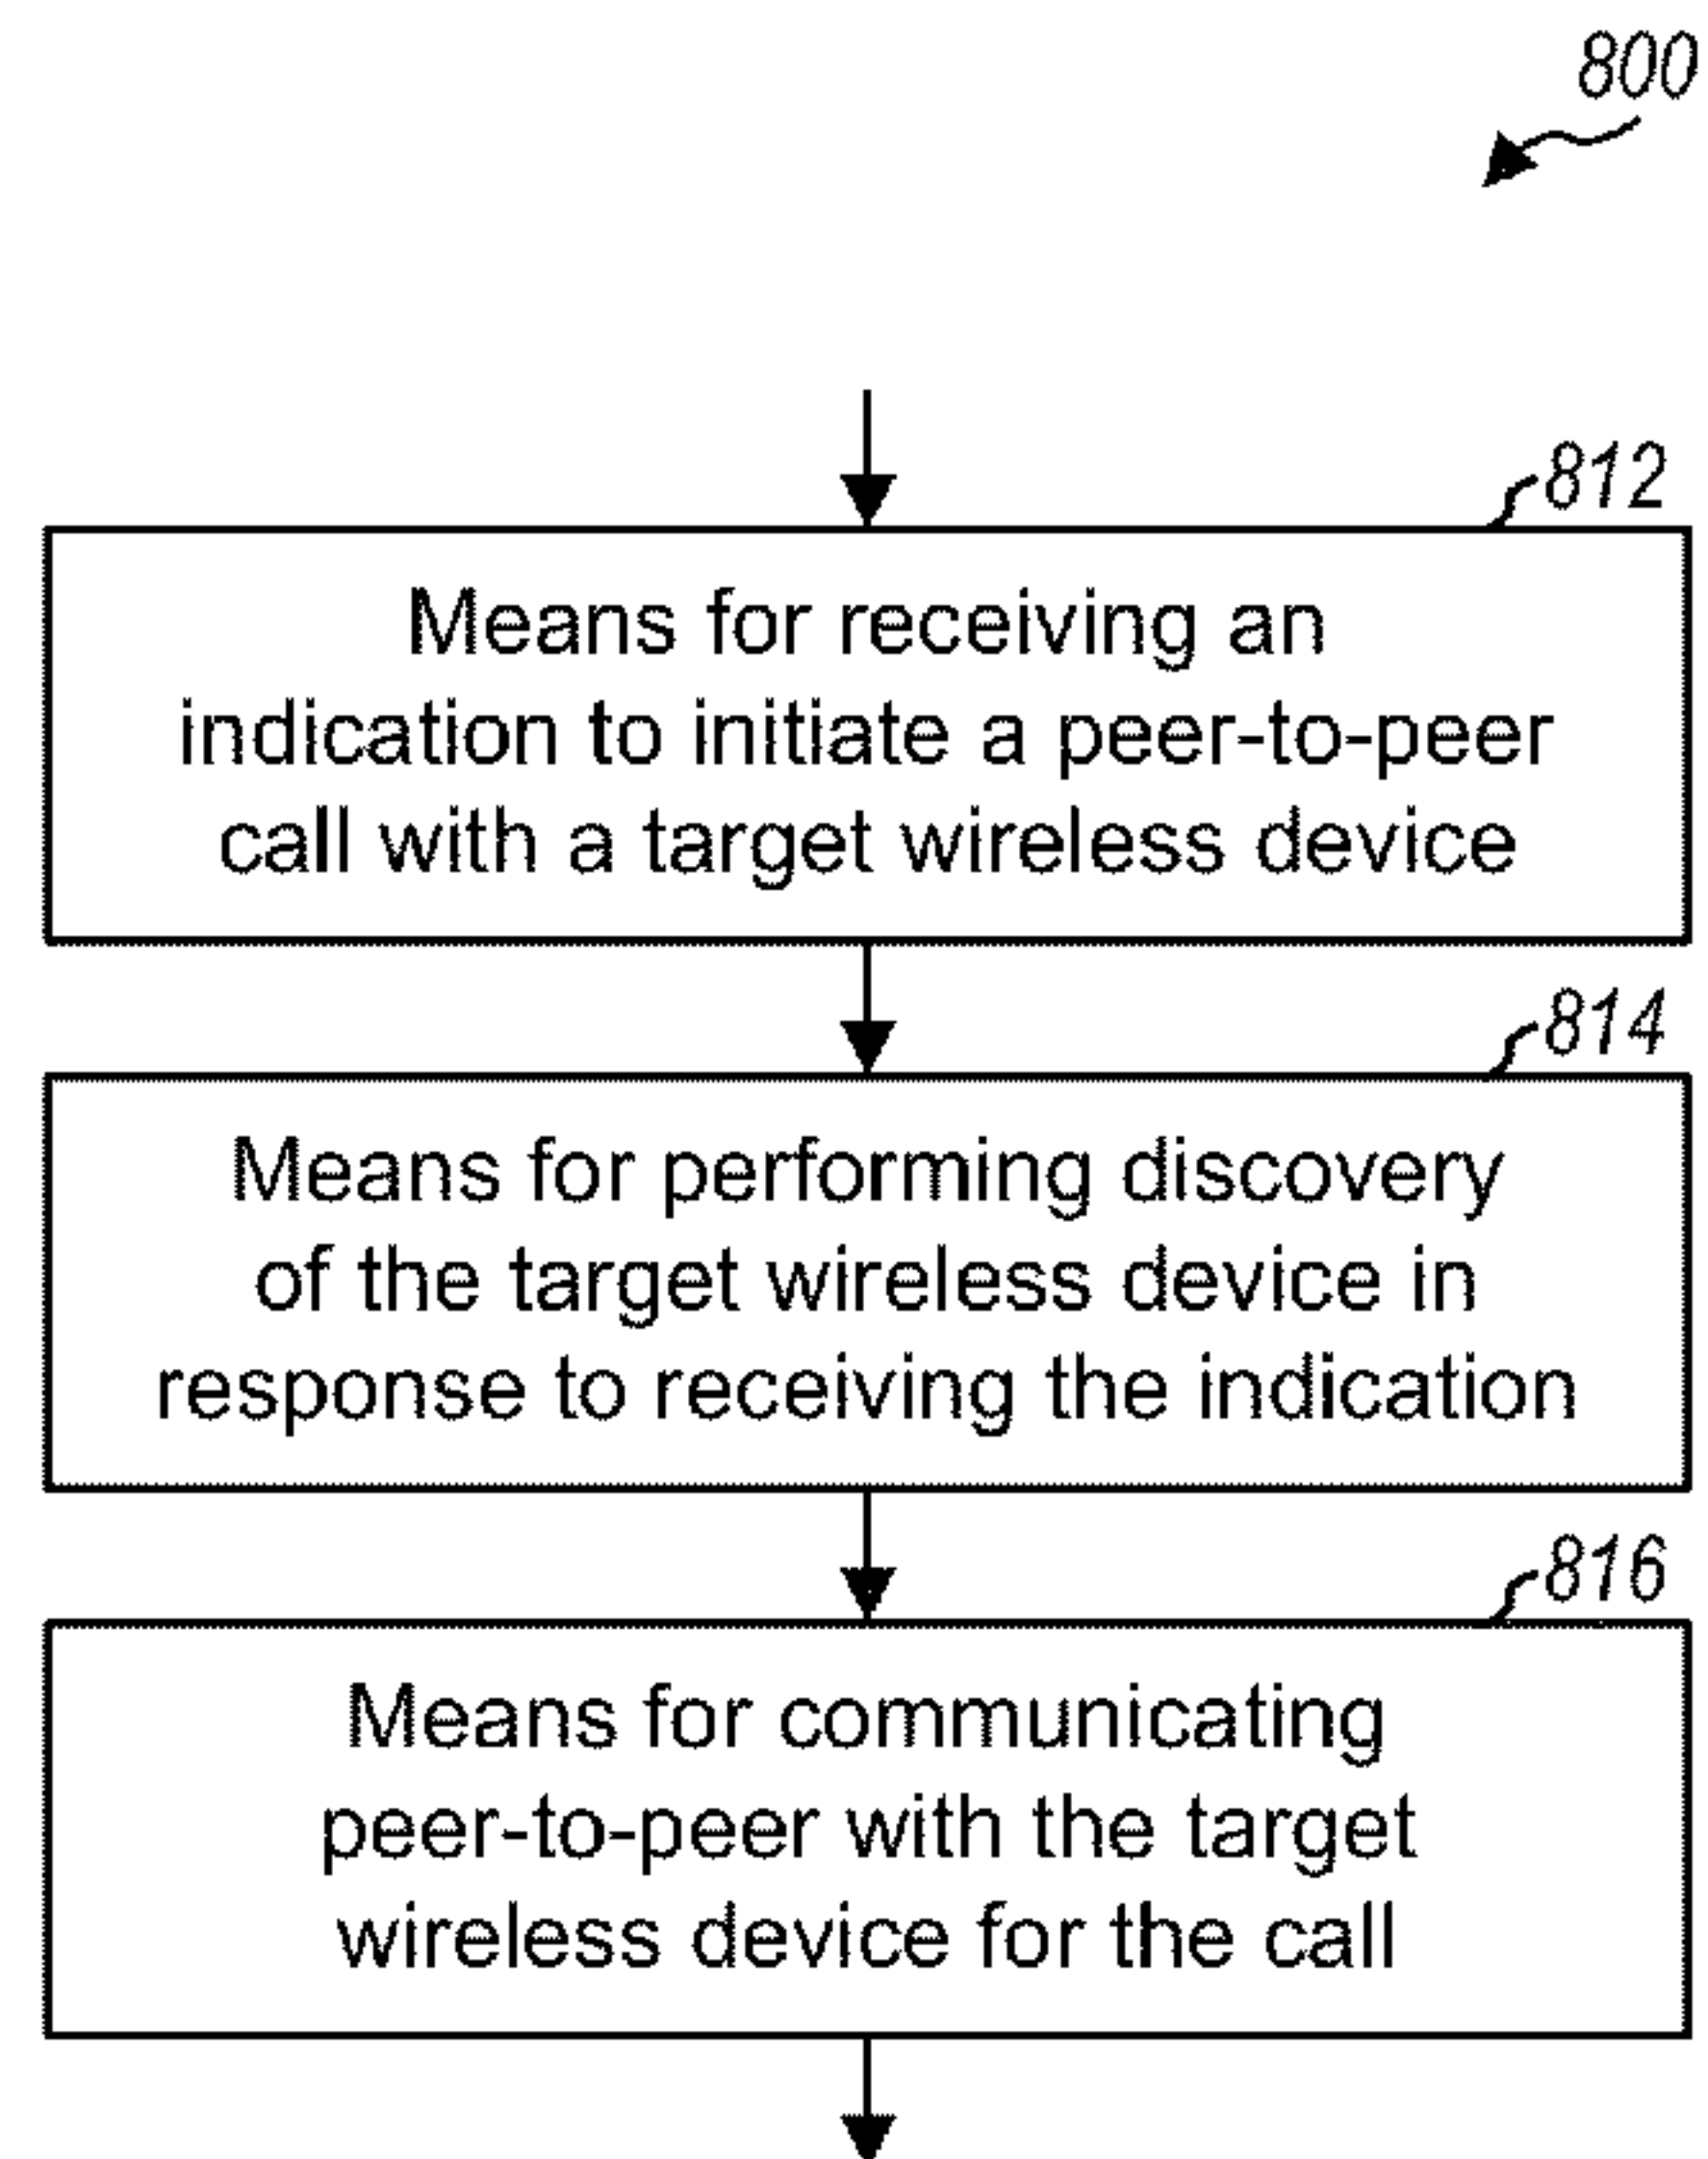 800
812
Means for receiving an
indication to initiate a peer-to-peer
call with a target wireless device
814
Means for performing discovery
of the target wireless device in
response to receiving the indication
816
Means for communicating
peer-to-peer with the target
wireless device for the call